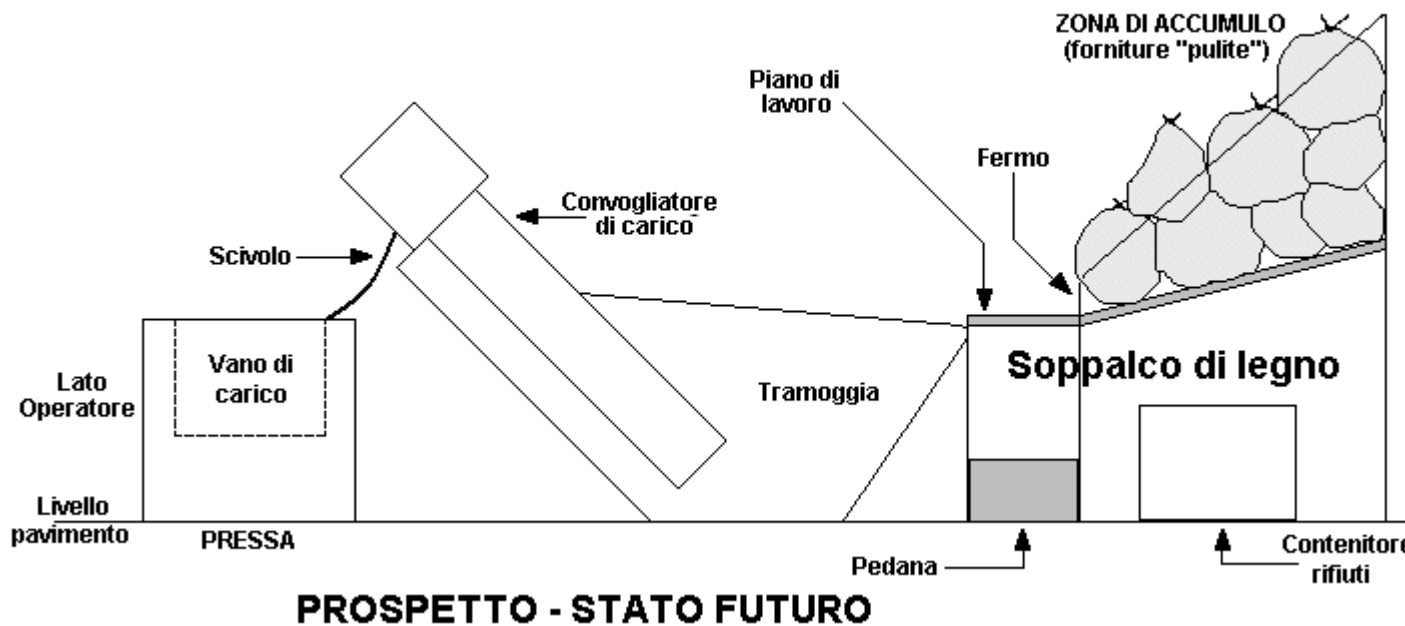 ZONA DI ACCUMULO
(forniture "pulite")
Piano di
lavoro
Fermo
Convogliatore
di carico
Scivolo
Vano di
carico
Soppalco di legno
Lato
Operatore
Tramoggia
Livello
pavimento
PRESSA
Pedana
Contenitore
rifiuti
PROSPETTO - STATO FUTURO